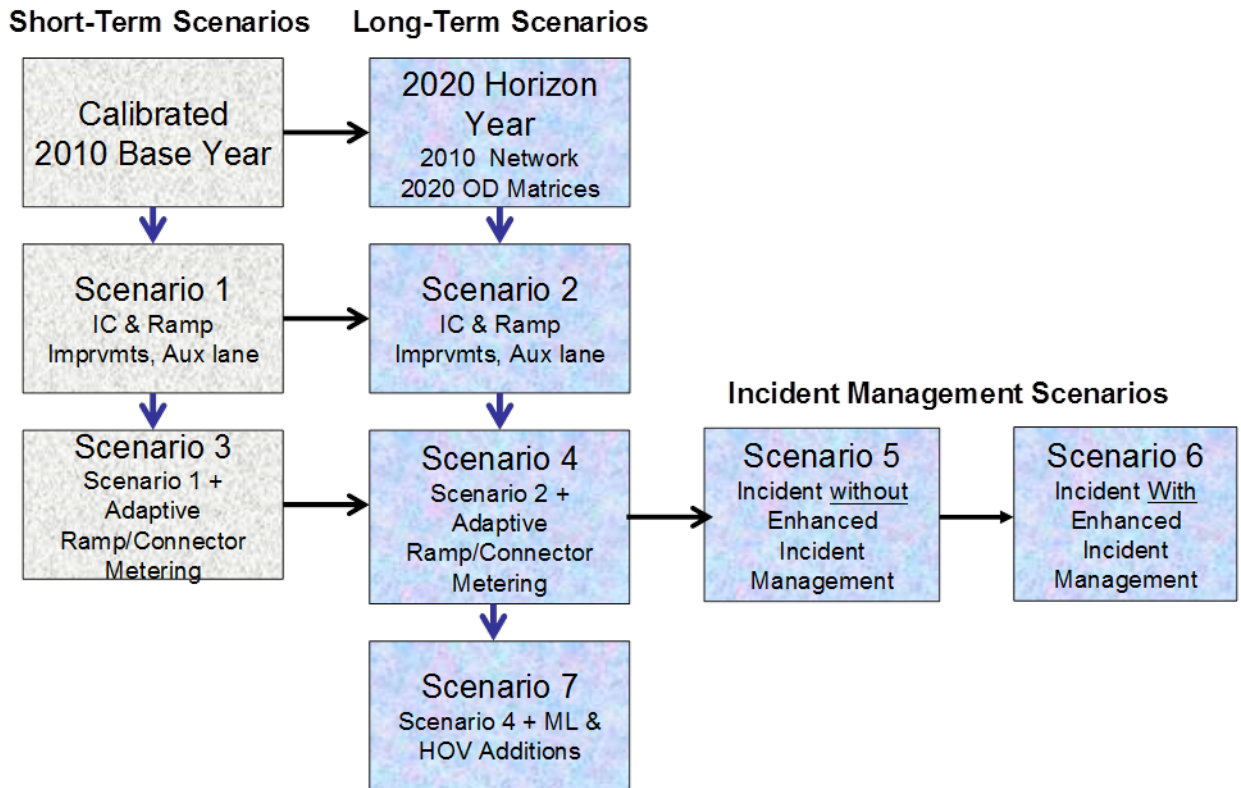 Short-Term Scenarios
Long-Term Scenarios
Calibrated
2010 Base Year
2020 Horizon
Year
2010 Network
2020 OD Matrices
Scenario 1
IC & Ramp
Imprvmts, Aux lane
Scenario 2
IC & Ramp
Imprvmts, Aux lane
Incident Management Scenarios
Scenario 3
Scenario 1 +
Adaptive
Ramp/Connector
Metering
Scenario 4
Scenario 2 +
Adaptive
Ramp/Connector
Metering
Scenario 5
Incident without
Enhanced
Incident
Management
Scenario 6
Incident With
Enhanced
Incident
Management
Scenario 7
Scenario 4 + ML &
HOV Additions